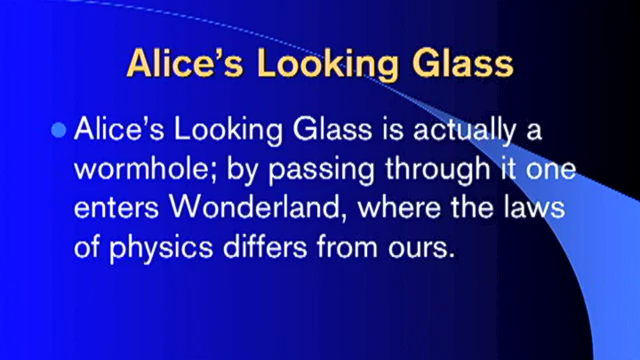 Alice's Looking Glass
Alice's Looking Glass is actually a
wormhole; by passing through it one
enters Wonderland, where the laws
of physics differs from ours.